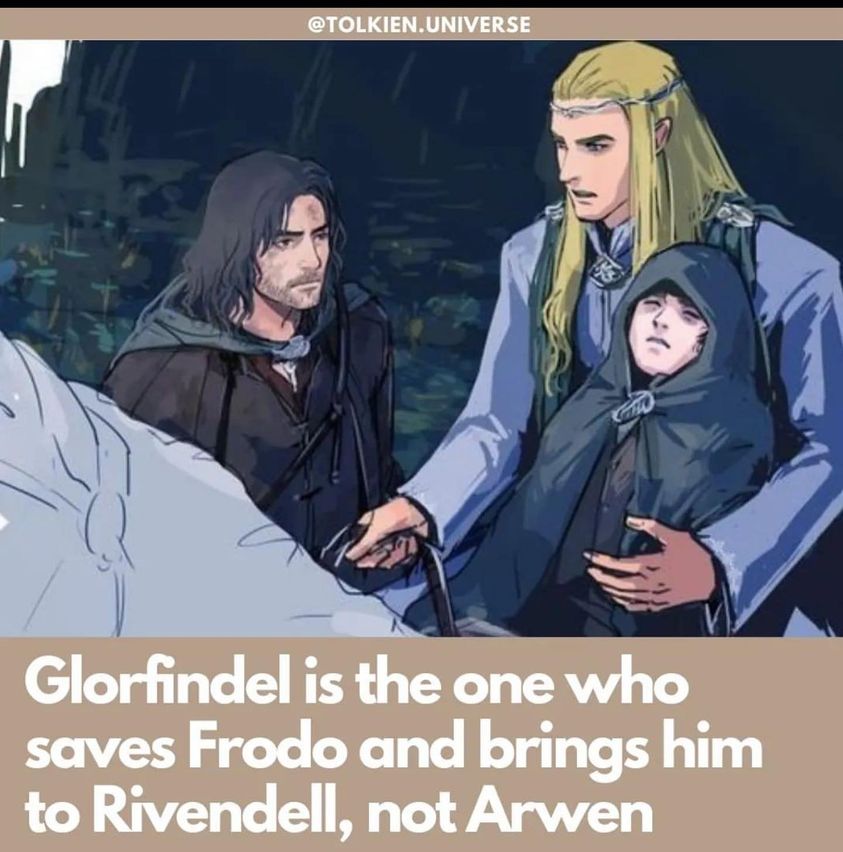 @TOLKIEN.UNIVERSE
Glorfindel is the one who
saves Frodo and brings him
to Rivendell, not Arwen